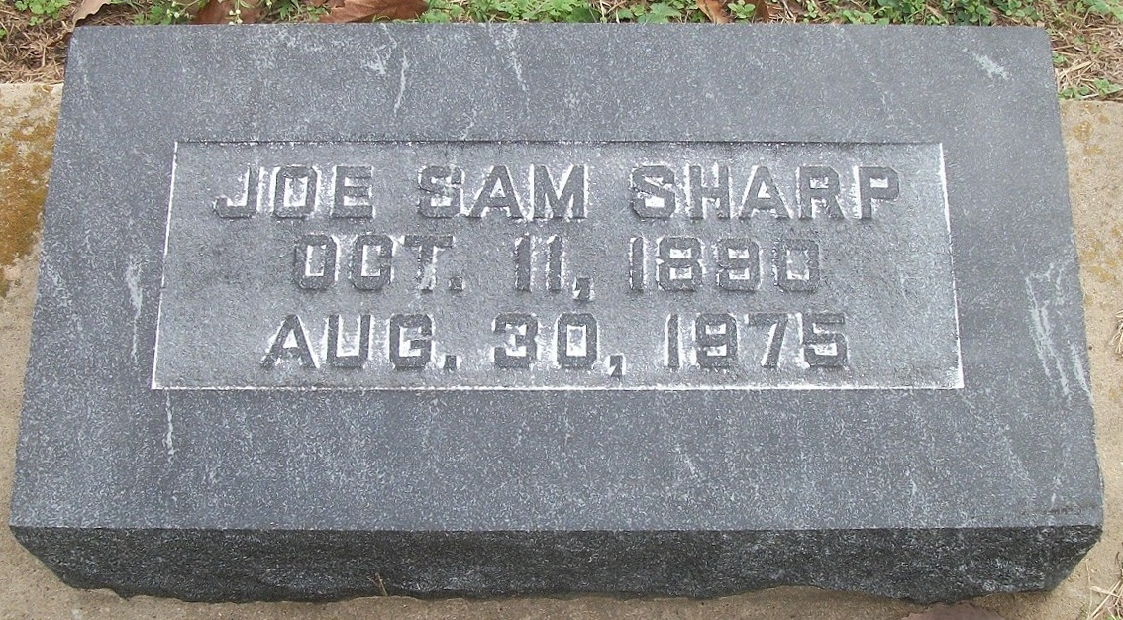 JOE SAM SHARP
OCT. 11, 1890
AUG. 30, 1975